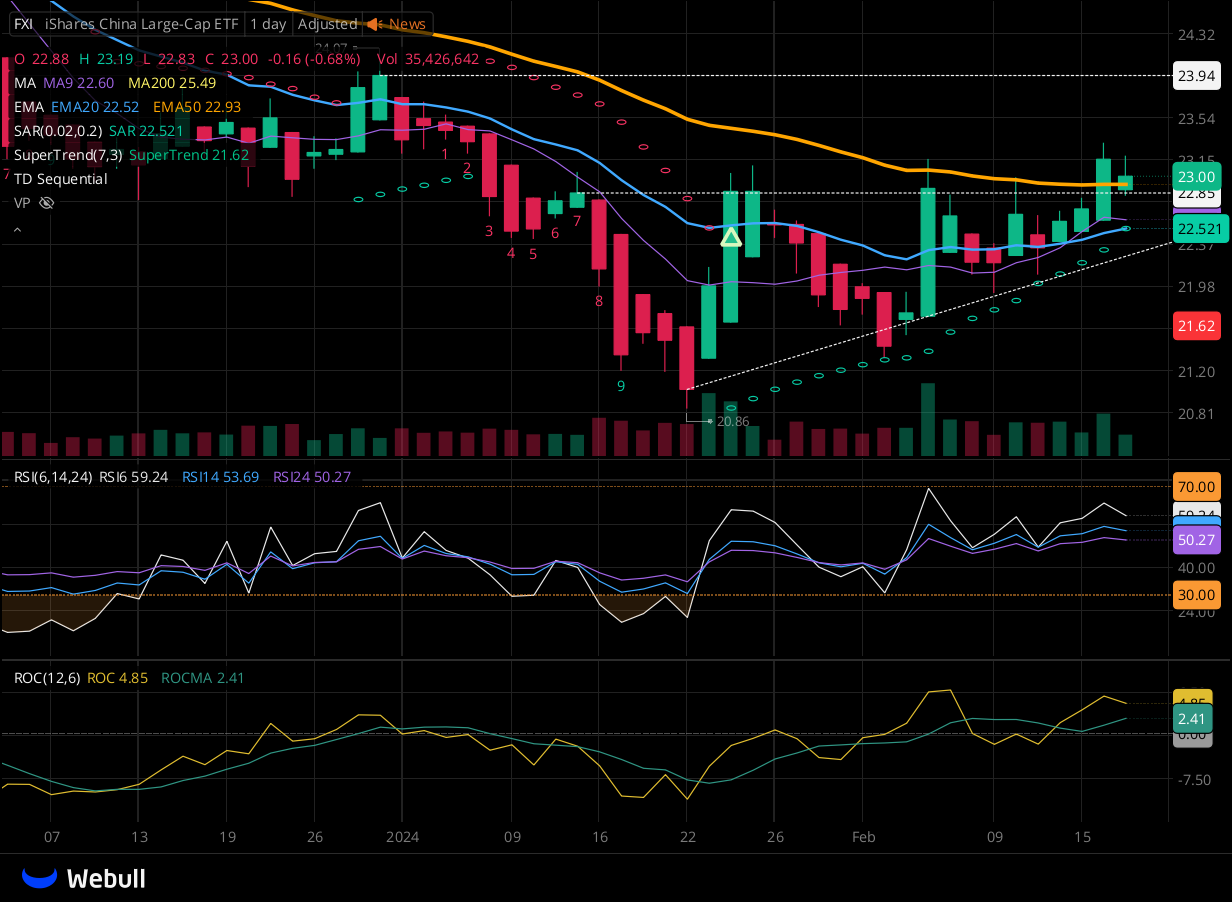 FXI iShares China Large-Cap ETF 1 day Adjusted News
O 22.88 H 23.19 L 22.83 C 23.00 -0.16 (-0.68%) Vol 35,426,642
MA MA9 22.60 MA200 25.49
EMA EMA20 22.52 EMA50 22.93
SAR(0.02,0.2) SAR 22.521
SuperTrend(7,3) SuperTrend 21.62
TD Sequential
VP
24.32
23.94
23.54
23.15
23.00
22.85
22.521
22.37
21.98
21.62
21.20
20.81
7
1
2
3
4
5
6
7
8
9
20.86
RSI(6,14,24) RSI6 59.24 RSI14 53.69 RSI24 50.27
70.00
59.24
50.27
40.00
30.00
24.00
ROC(12,6) ROC 4.85 ROCMA 2.41
4.85
2.41
0.00
-7.50
07 13 19 26 2024 09 16 22 26 Feb 09 15
Webull